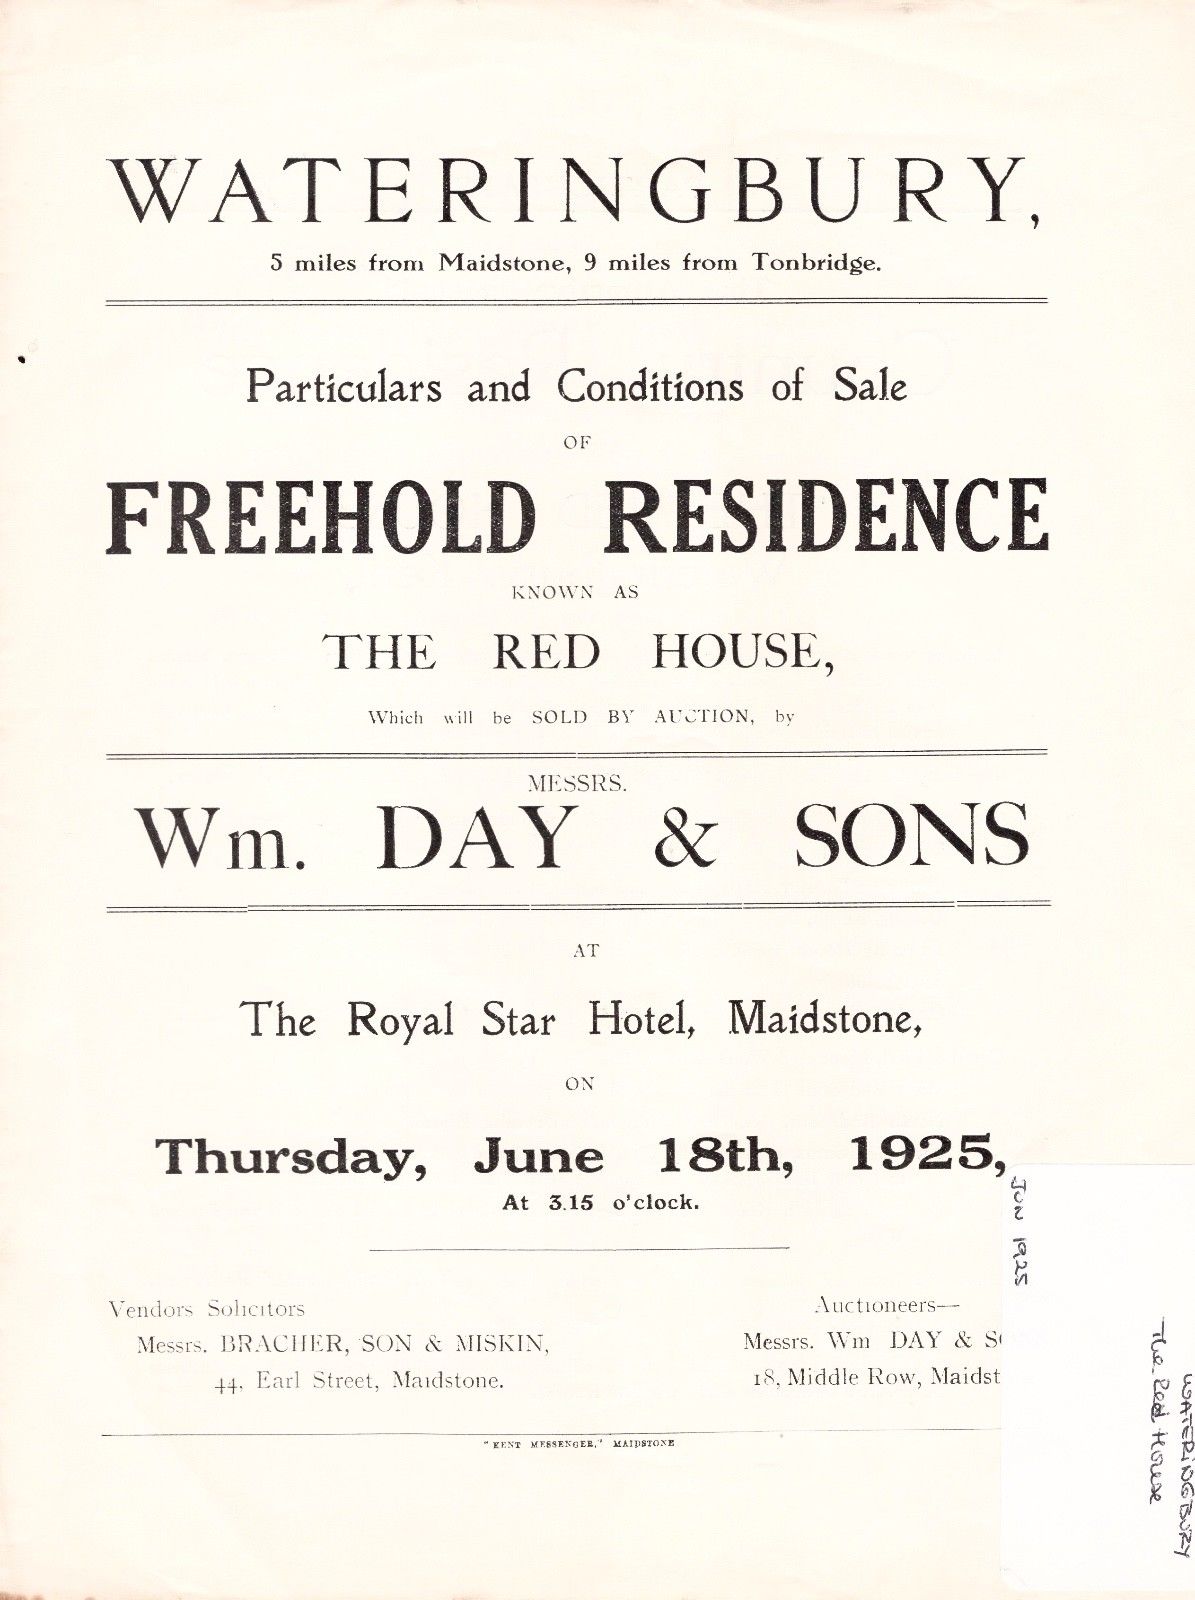 WATERINGBURY,
5 miles from Maidstone, 9 miles from Tonbridge.
Particulars and Conditions of Sale
OF
FREEHOLD RESIDENCE
KNOWN AS
THE RED HOUSE,
Which will be SOLD BY AUCTION, by
MESSRS.
Wm. DAY & SONS
AT
The Royal Star Hotel, Maidstone,
ON
Thursday, June 18th, 1925,
At 3.15 o'clock.
Vendors Solicitors
Messrs. BRACHER, SON & MISKIN,
44, Earl Street, Maidstone.
Auctioneers—
Messrs. Wm DAY & S
18, Middle Row, Maidst
"KENT MESSENGER," MAIDSTONE
JUN 1925
WATERINGBURY
The Red House